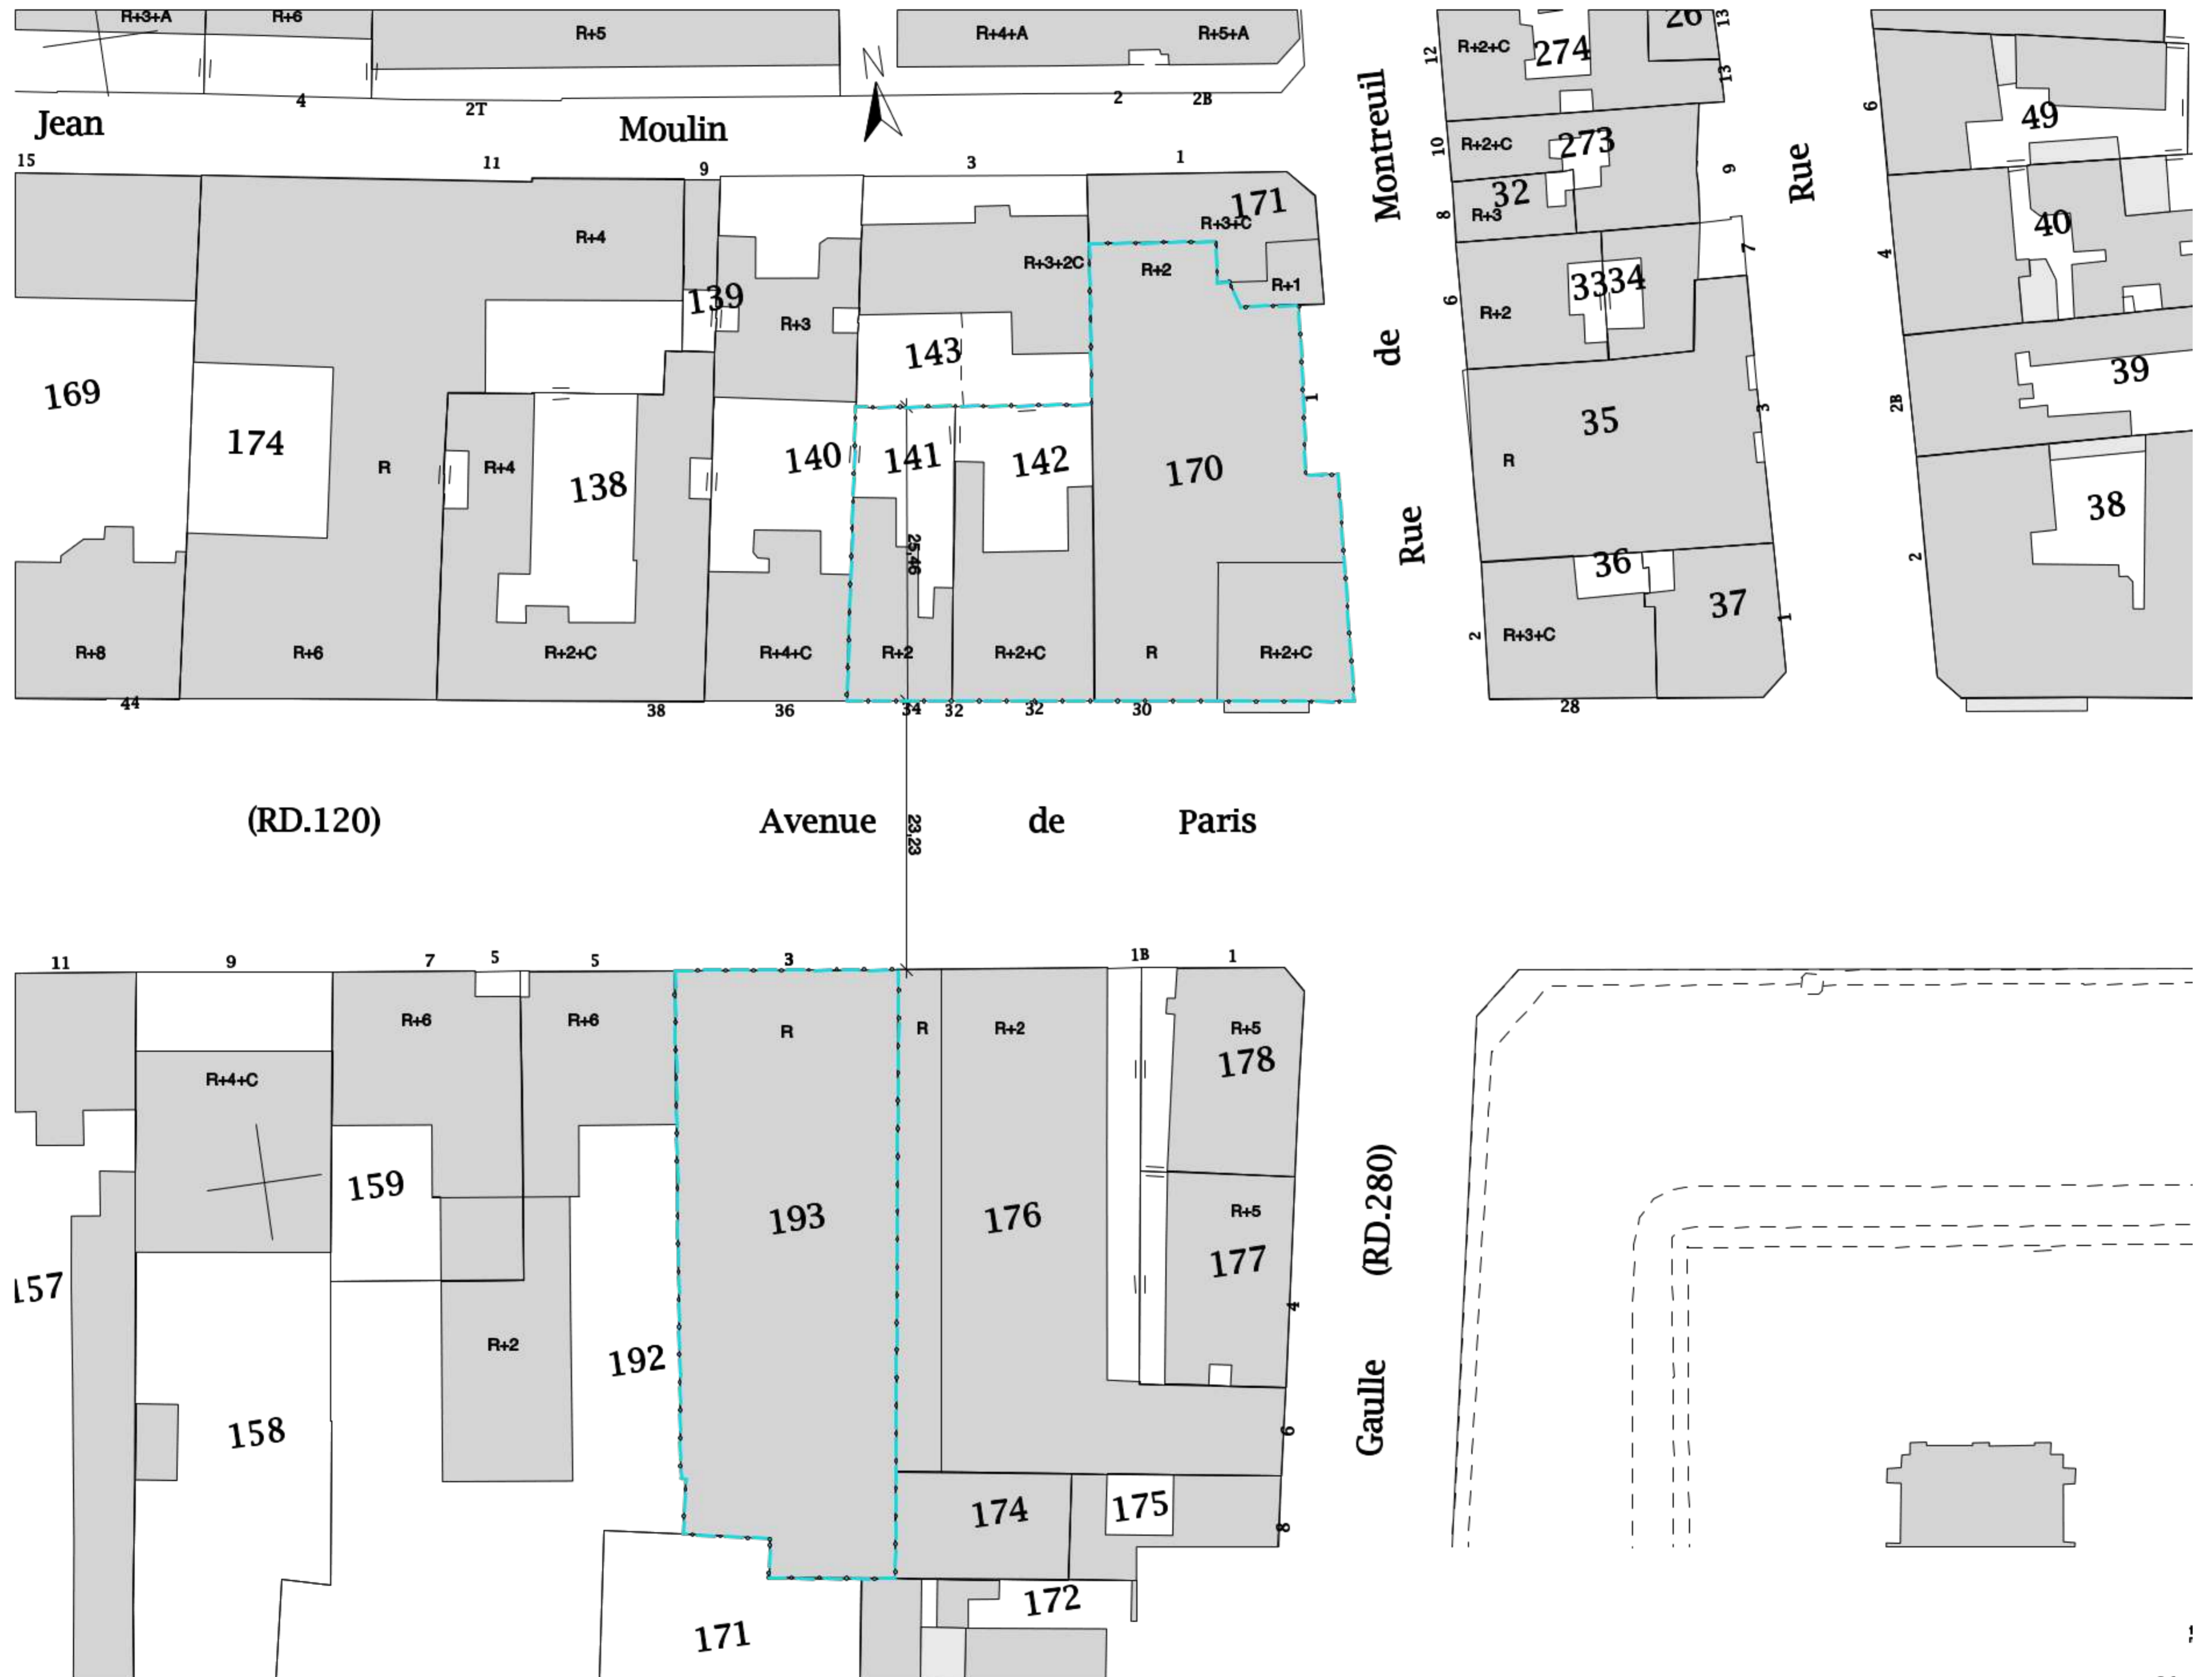 R+3+A R+6 R+5 R+4+A R+5+A
N
4 2T 2 2B
Jean Moulin
15 11 9 3 1
R+4
139
R+3
R+3+2C
R+2
171
R+3+C
R+1
143
169
174
R
R+4
138
140
141
142
170
1
25,46
R+8
R+6
R+2+C
R+4+C
R+2
R+2+C
R
R+2+C
44 38 36 34 32 32 30
Rue de Montreuil
12 R+2+C 274 26 13
13
10 R+2+C 273 9
8 32 R+3
7
6 R+2 33 34
35 3
R
36
37 1
2 R+3+C
28
Rue
6 49
4 40
2B 39
2 38
(RD.120) Avenue de Paris
23,23
11 9 7 5 5 3 1B 1
R+6 R+6 R R R+2 R+5
178
R+4+C
159
193
176
R+5
177
157
192
R+2
158
4
6
174
175
8
172
171
Gaulle (RD.280)